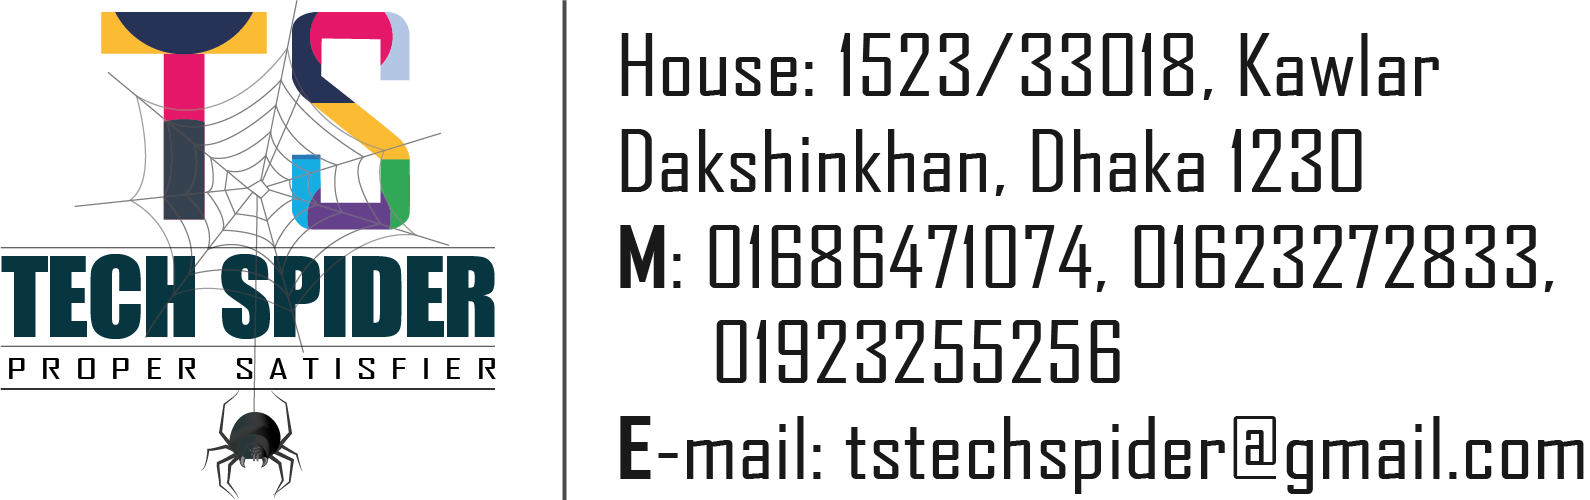 TS
TECH SPIDER
PROPER SATISFIER
House: 1523/33018, Kawlar
Dakshinkhan, Dhaka 1230
M: 01686471074, 01623272833,
01923255256
E-mail: tstechspider@gmail.com